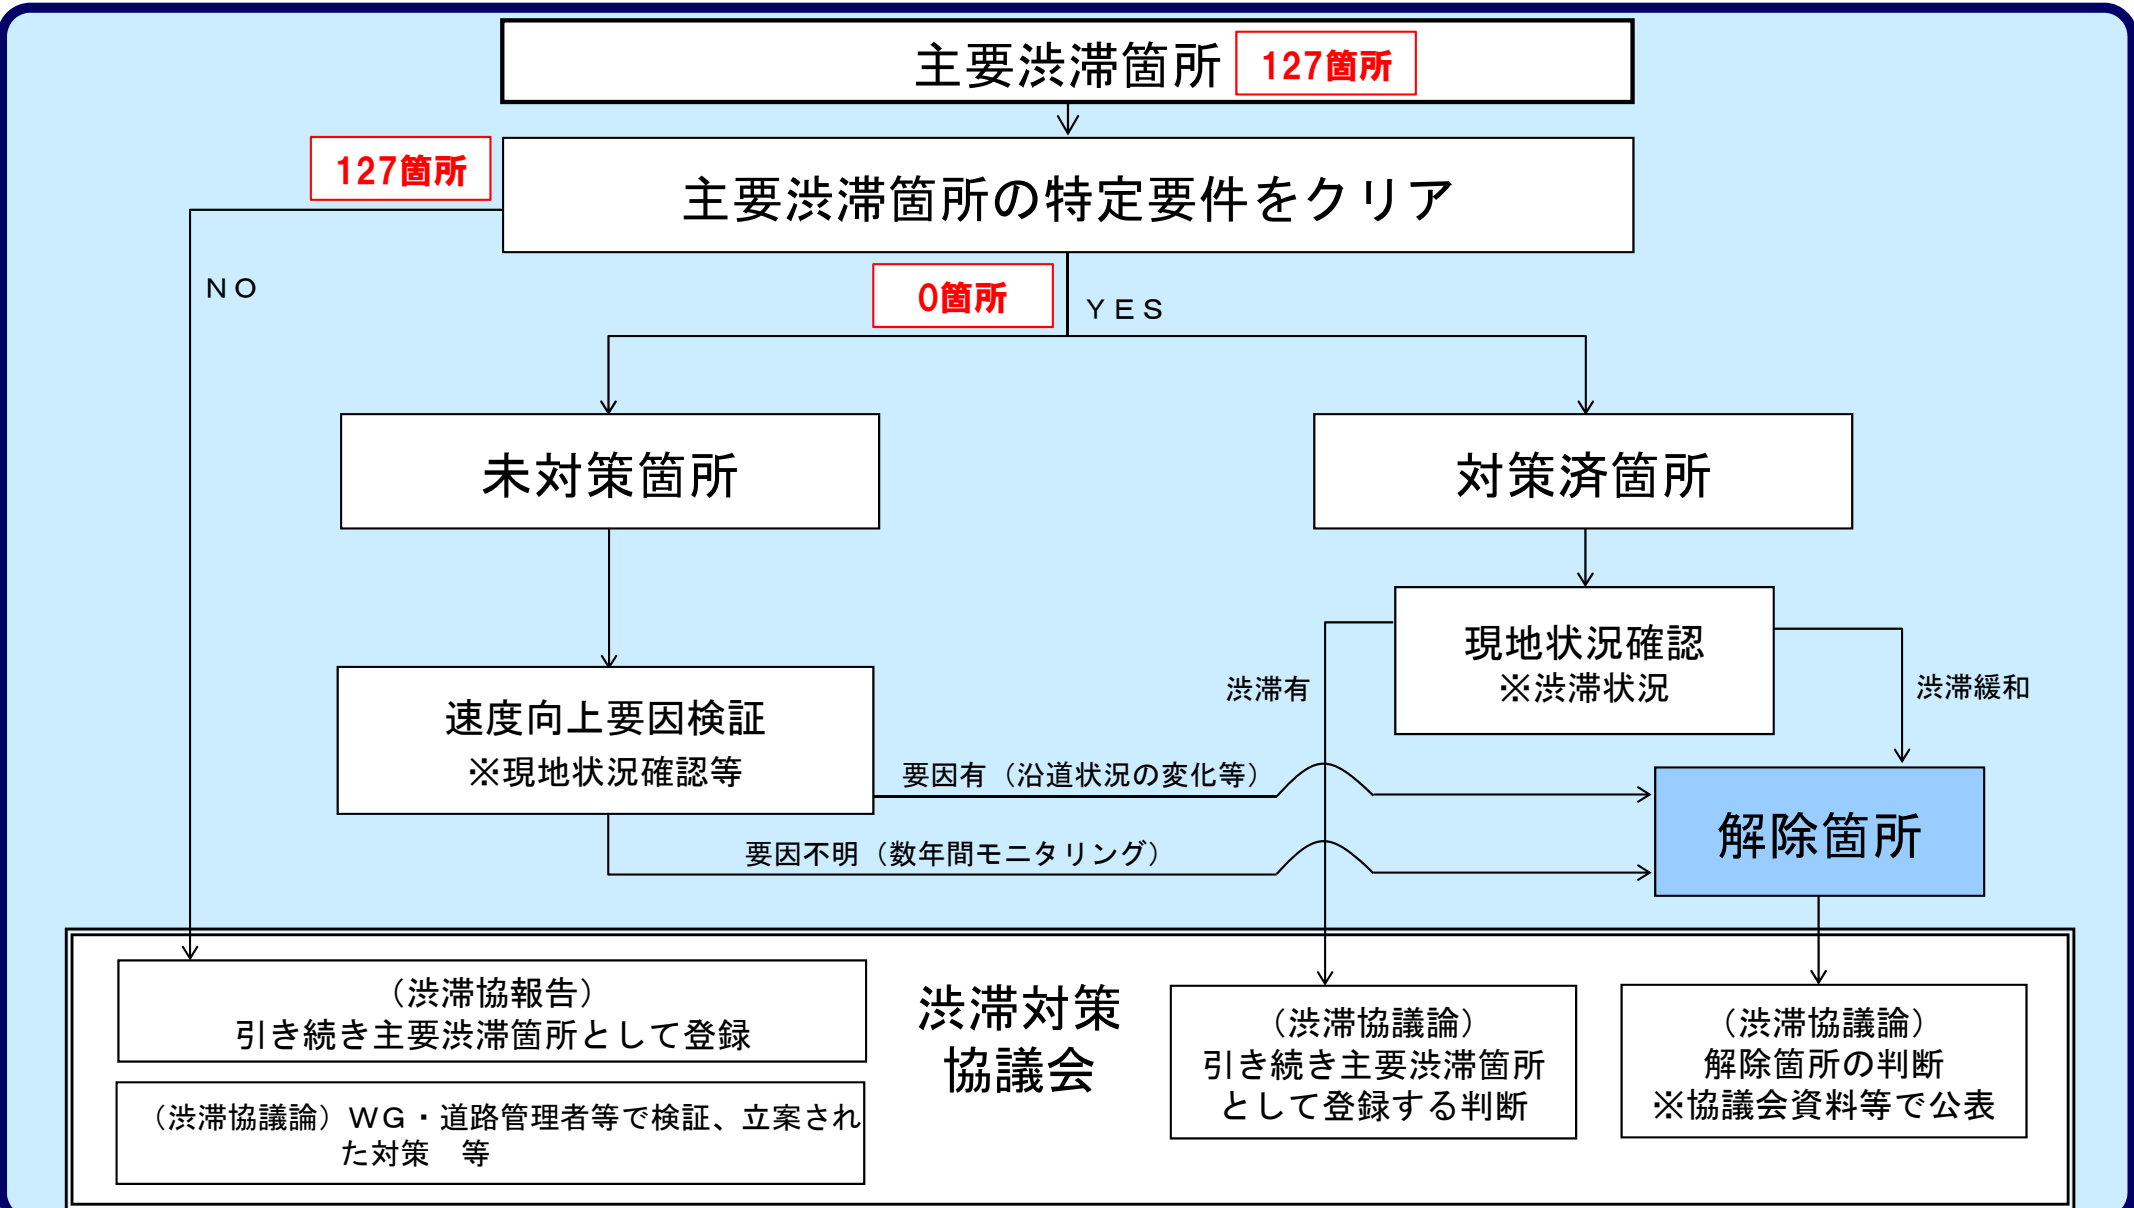 主要渋滞箇所 127箇所
127箇所
主要渋滞箇所の特定要件をクリア
ＮＯ
0箇所
ＹＥＳ
未対策箇所
対策済箇所
現地状況確認
※渋滞状況
渋滞有
渋滞緩和
速度向上要因検証
※現地状況確認等
要因有（沿道状況の変化等）
要因不明（数年間モニタリング）
解除箇所
（渋滞協報告）
引き続き主要渋滞箇所として登録
（渋滞協議論）ＷＧ・道路管理者等で検証、立案され
た対策　等
渋滞対策
協議会
（渋滞協議論）
引き続き主要渋滞箇所
として登録する判断
（渋滞協議論）
解除箇所の判断
※協議会資料等で公表